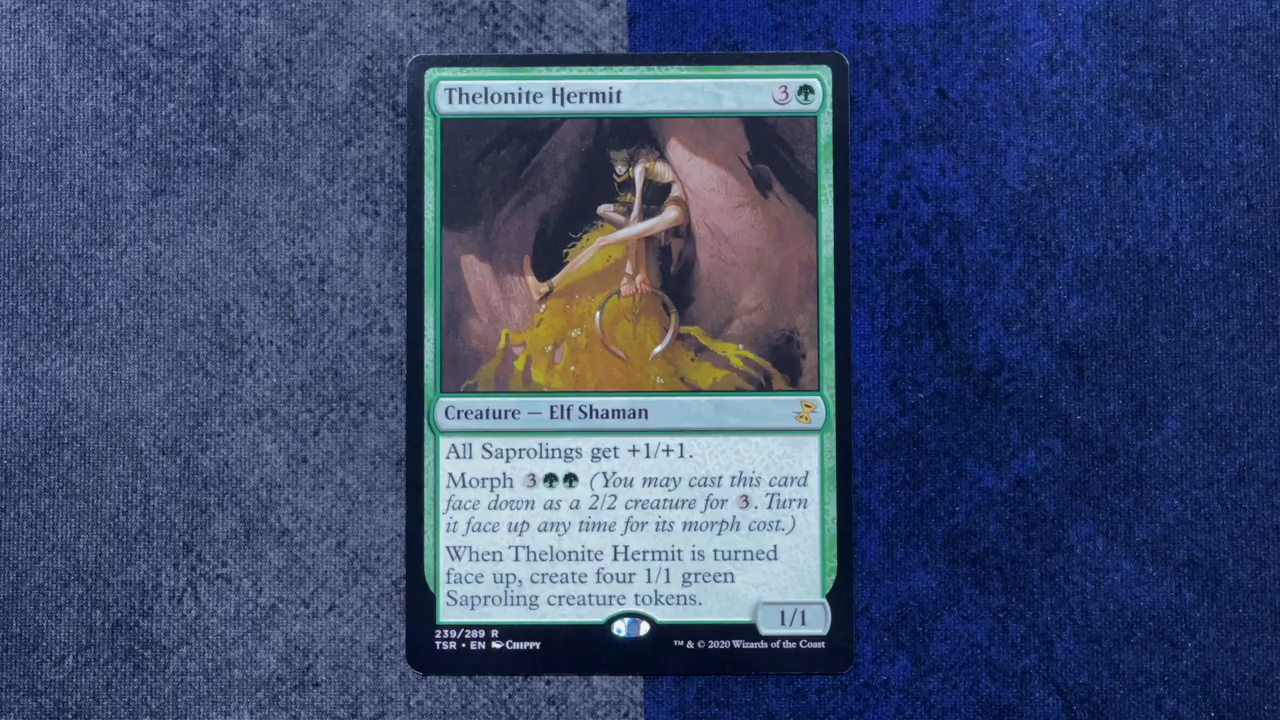 Thelonite Hermit 3
Creature — Elf Shaman
All Saprolings get +1/+1.
Morph 3 (You may cast this card
face down as a 2/2 creature for 3. Turn
it face up any time for its morph cost.)
When Thelonite Hermit is turned
face up, create four 1/1 green
Saproling creature tokens.
1/1
239/289 R
TSR • EN CHIPPY
™ & © 2020 Wizards of the Coast